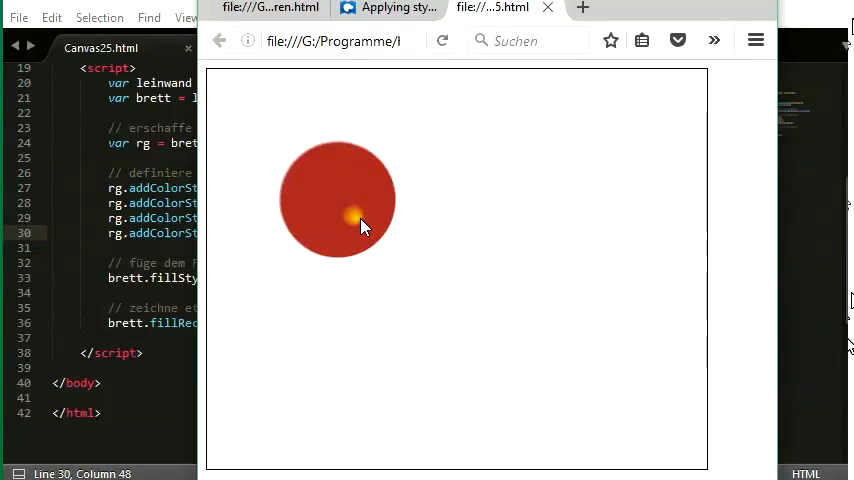 file:///G...ren.html
Applying sty...
file://...5.html
File Edit Selection Find View
file:///G:/Programme/
Suchen
Canvas25.html
19 <script>
20 var leinwand
21 var brett =
22
23 // erschaffe
24 var rg = bret
25
26 // definiere
27 rg.addColorSt
28 rg.addColorSt
29 rg.addColorSt
30 rg.addColorSt
31
32 // füge dem
33 brett.fillSty
34
35 // zeichne et
36 brett.fillRec
37
38 </script>
39
40 </body>
41
42 </html>
Line 30, Column 48
HTML